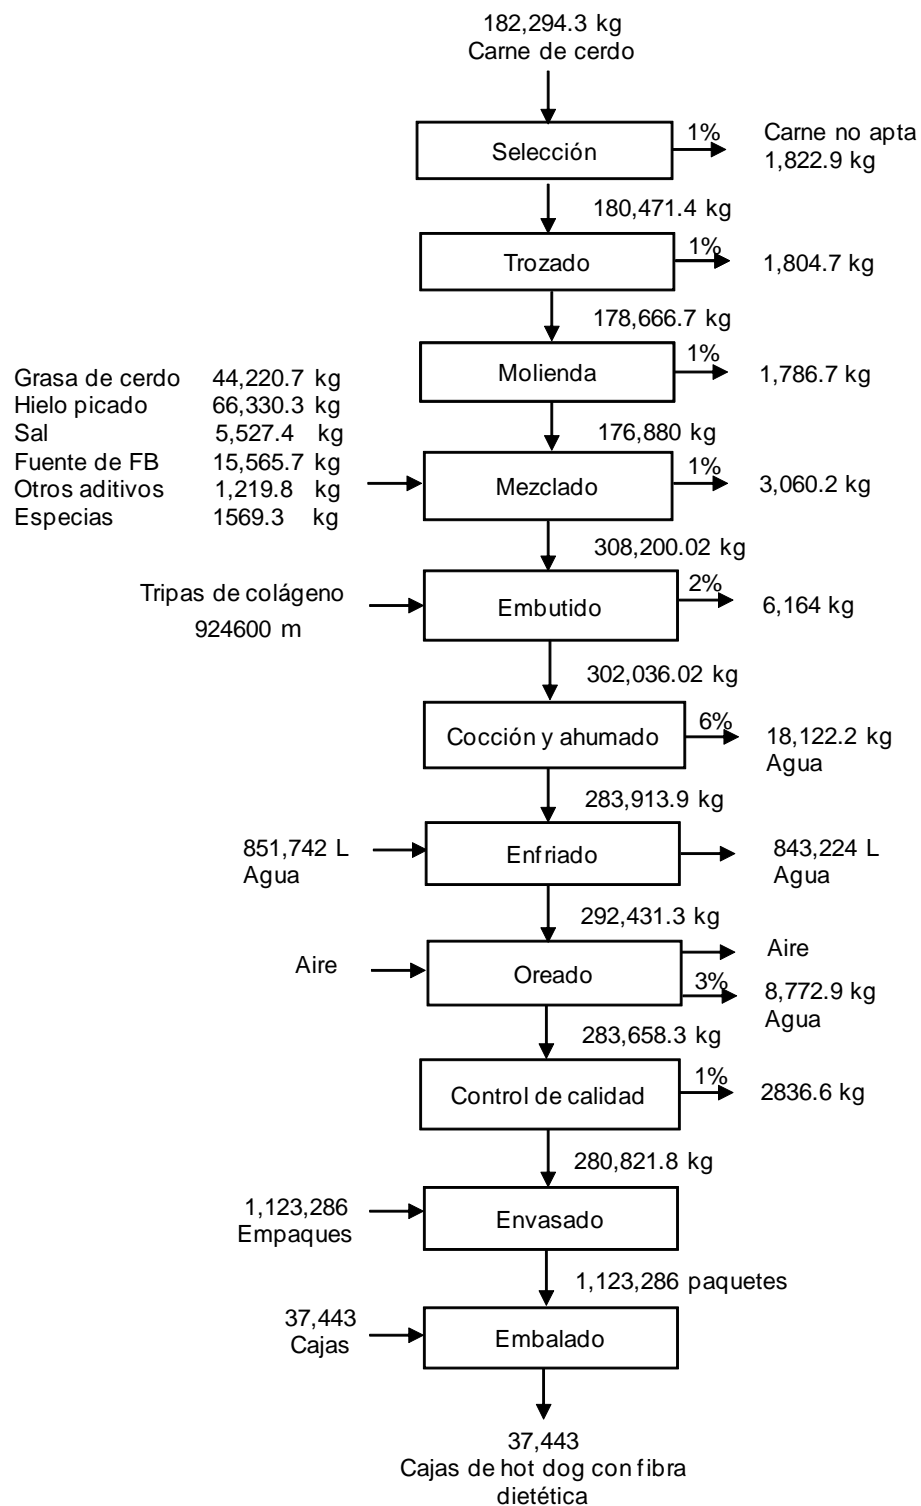 182,294.3 kg
Carne de cerdo
Selección
1%
Carne no apta
1,822.9 kg
180,471.4 kg
Trozado
1%
1,804.7 kg
178,666.7 kg
Molienda
1%
1,786.7 kg
176,880 kg
Grasa de cerdo 44,220.7 kg
Hielo picado 66,330.3 kg
Sal 5,527.4 kg
Fuente de FB 15,565.7 kg
Otros aditivos 1,219.8 kg
Especias 1569.3 kg
Mezclado
1%
3,060.2 kg
308,200.02 kg
Tripas de colágeno
924600 m
Embutido
2%
6,164 kg
302,036.02 kg
Cocción y ahumado
6%
18,122.2 kg
Agua
283,913.9 kg
851,742 L
Agua
Enfriado
843,224 L
Agua
292,431.3 kg
Aire
Oreado
Aire
3%
8,772.9 kg
Agua
283,658.3 kg
Control de calidad
1%
2836.6 kg
280,821.8 kg
1,123,286
Empaques
Envasado
1,123,286 paquetes
37,443
Cajas
Embalado
37,443
Cajas de hot dog con fibra
dietética